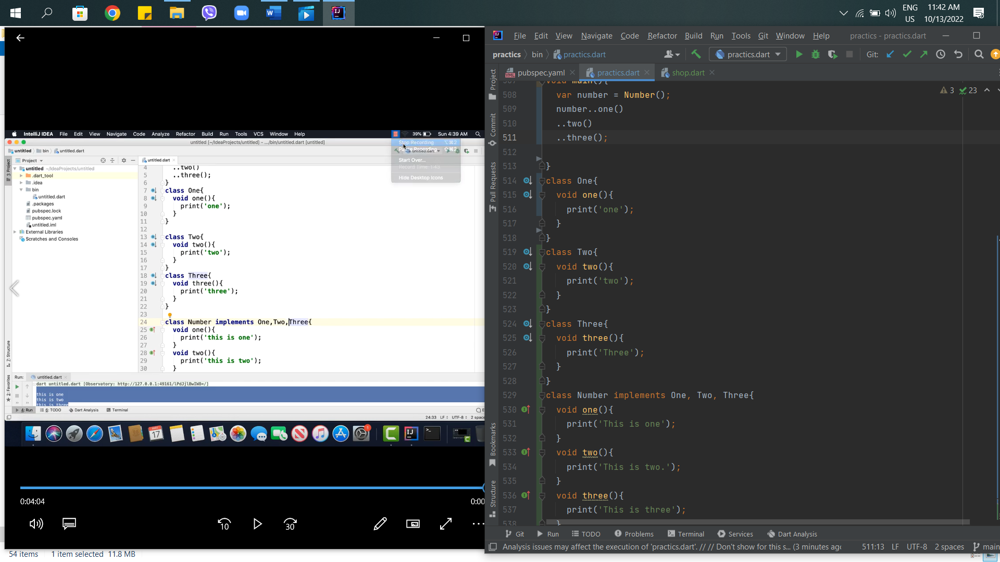 ENG
US
11:42 AM
10/13/2022
IntelliJ IDEA File Edit View Navigate Code Analyze Refactor Build Run Tools VCS Window Help
39% Sun 4:39 AM
untitled [~/IdeaProjects/untitled] - .../bin/untitled.dart [untitled]
Stop Recording ⌥⌘2
Pause Recording ⇧⌘2
Start Over...
Record Time: 1:43
Hide Desktop Icons
untitled bin untitled.dart
Project
untitled ~/IdeaProjects/untitled
.dart_tool
.idea
bin
untitled.dart
.packages
pubspec.lock
pubspec.yaml
untitled.iml
External Libraries
Scratches and Consoles
1: Project
7: Structure
2: Favorites
untitled.dart
4 ..two()
5 ..three();
6 }
7 class One{
8 void one(){
9 print('one');
10 }
11 }
12
13 class Two{
14 void two(){
15 print('two');
16 }
17 }
18 class Three{
19 void three(){
20 print('three');
21 }
22 }
23
24 class Number implements One,Two,Three{
25 void one(){
26 print('this is one');
27 }
28 void two(){
29 print('this is two');
30 }
Run: untitled.dart
dart untitled.dart [Observatory: http://127.0.0.1:49161/lPdJjlBwIW8=/]
this is one
this is two
this is three
4: Run 6: TODO Dart Analysis Terminal
24:33 LF UTF-8 2 spac
MAY
17
0:04:04
0:00
10
30
54 items 1 item selected 11.8 MB
File Edit View Navigate Code Refactor Build Run Tools Git Window Help practics - practics.dart
practics bin practics.dart
practics.dart Git:
pubspec.yaml practics.dart shop.dart
Project
Commit
Pull Requests
Bookmarks
Structure
3 23
void main(){
508 var number = Number();
509 number..one()
510 ..two()
511 ..three();
512
513 }
514 class One{
515 void one(){
516 print('one');
517 }
518 }
519 class Two{
520 void two(){
521 print('two');
522 }
523 }
524 class Three{
525 void three(){
526 print('Three');
527 }
528 }
529 class Number implements One, Two, Three{
530 void one(){
531 print('This is one');
532 }
533 void two(){
534 print('This is two.');
535 }
536 void three(){
537 print('This is three');
538 }
Git Run TODO Problems Terminal Services Dart Analysis
Analysis issues may affect the execution of 'practics.dart'. // // Don't show for this s... (3 minutes agc 511:13 LF UTF-8 2 spaces main